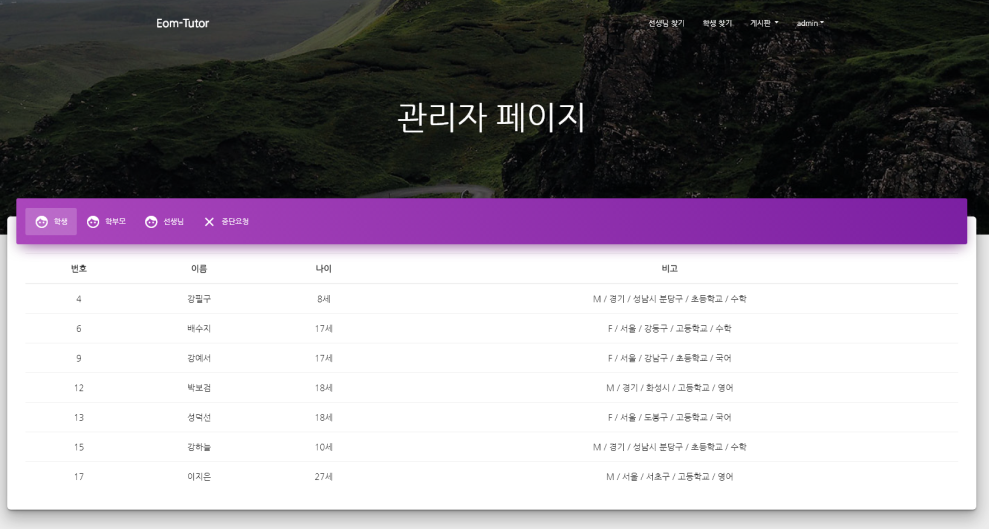 Eom-Tutor 선생님 찾기 학생 찾기 게시판 admin
관리자 페이지
학생 학부모 선생님 중단요청
번호 이름 나이 비고
4 강필구 8세 M / 경기 / 성남시 분당구 / 초등학교 / 수학
6 배수지 17세 F / 서울 / 강동구 / 고등학교 / 수학
9 강예서 17세 F / 서울 / 강남구 / 초등학교 / 국어
12 박보검 18세 M / 경기 / 화성시 / 고등학교 / 영어
13 성덕선 18세 F / 서울 / 도봉구 / 고등학교 / 국어
15 강하늘 10세 M / 경기 / 성남시 분당구 / 초등학교 / 수학
17 이지은 27세 M / 서울 / 서초구 / 고등학교 / 영어